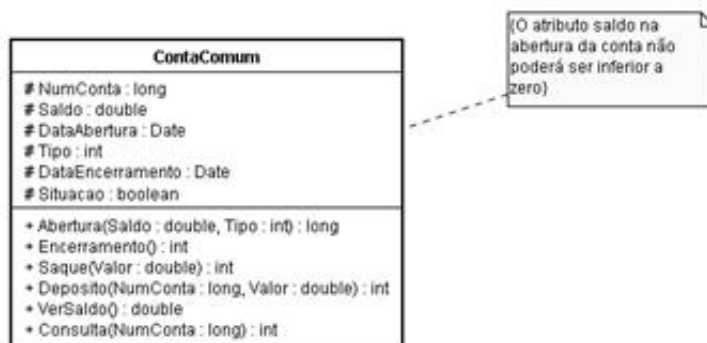 ContaComum
# NumConta : long
# Saldo : double
# DataAbertura : Date
# Tipo : int
# DataEncerramento : Date
# Situacao : boolean
+ Abertura(Saldo : double, Tipo : int) : long
+ Encerramento() : int
+ Saque(Valor : double) : int
+ Deposito(NumConta : long, Valor : double) : int
+ VerSaldo() : double
+ Consulta(NumConta : long) : int
{O atributo saldo na
abertura da conta não
poderá ser inferior a
zero}